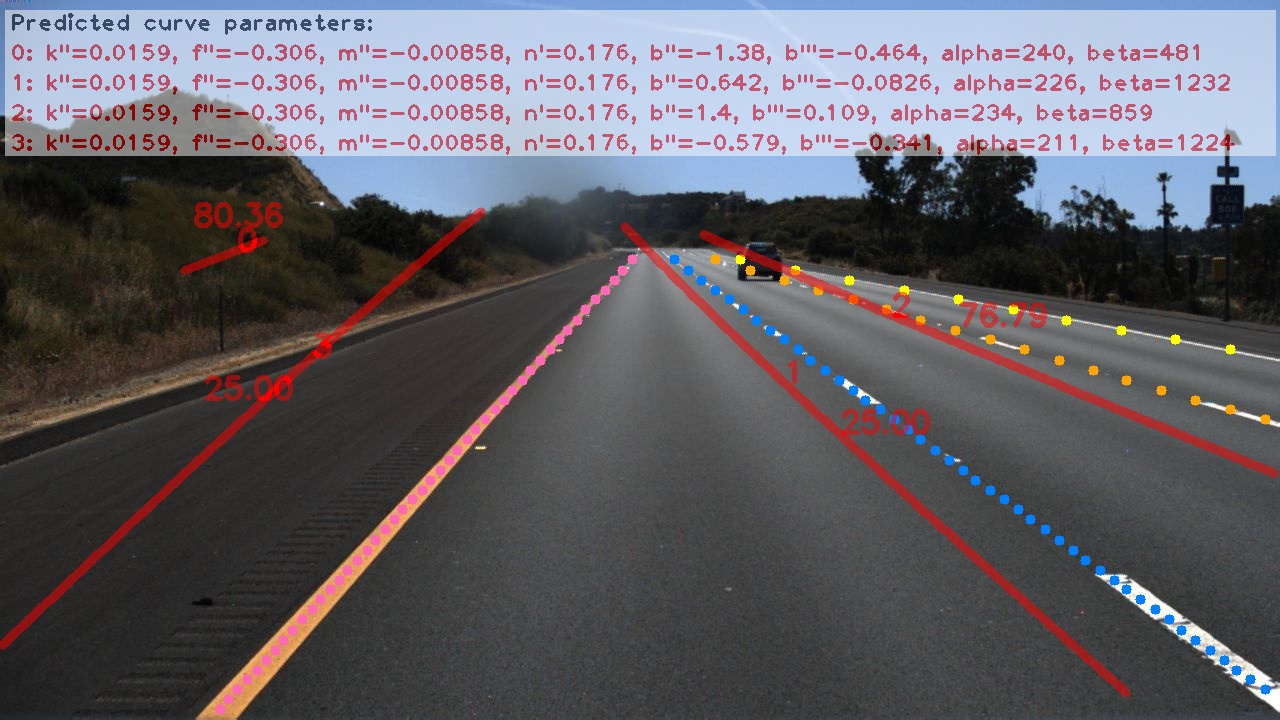 Predicted curve parameters:
0: k''=0.0159, f''=−0.306, m''=−0.00858, n'=0.176, b''=−1.38, b'''=−0.464, alpha=240, beta=481
1: k''=0.0159, f''=−0.306, m''=−0.00858, n'=0.176, b''=0.642, b'''=−0.0826, alpha=226, beta=1232
2: k''=0.0159, f''=−0.306, m''=−0.00858, n'=0.176, b''=1.4, b'''=0.109, alpha=234, beta=859
3: k''=0.0159, f''=−0.306, m''=−0.00858, n'=0.176, b''=−0.579, b'''=−0.341, alpha=211, beta=1224
CALL
BOX
80.36
0
2
76.79
1
25.00
25.00